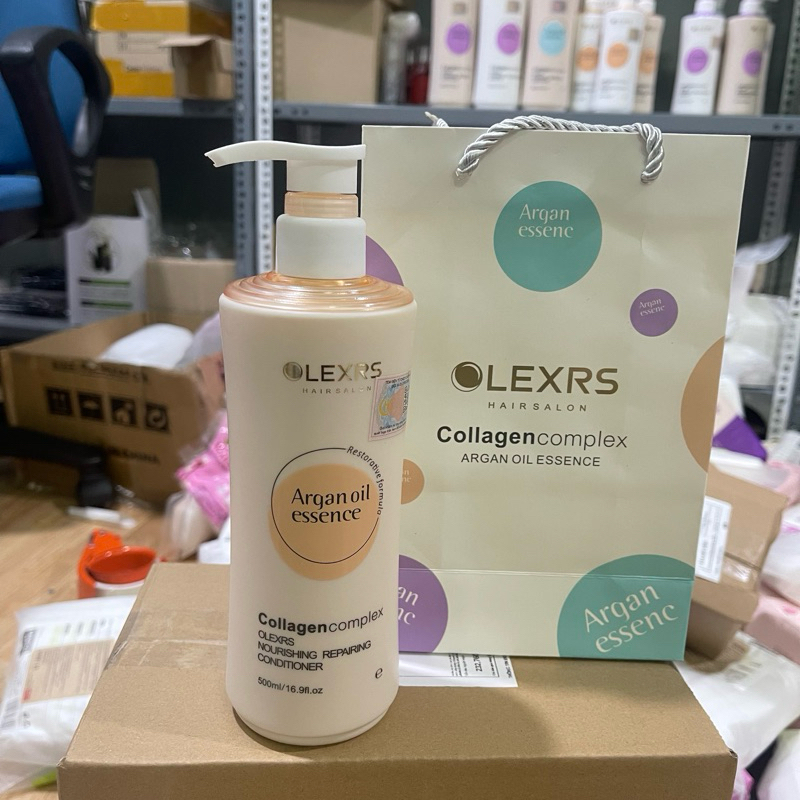 OLEXRS
HAIRSALON
Restorative formula
Argan oil
essence
Collagencomplex
OLEXRS
NOURISHING REPAIRING
CONDITIONER
500ml/16.9fl.oz
e
Argan
essenc
Argan
essenc
OLEXRS
HAIRSALON
Collagencomplex
ARGAN OIL ESSENCE
Argan
essenc